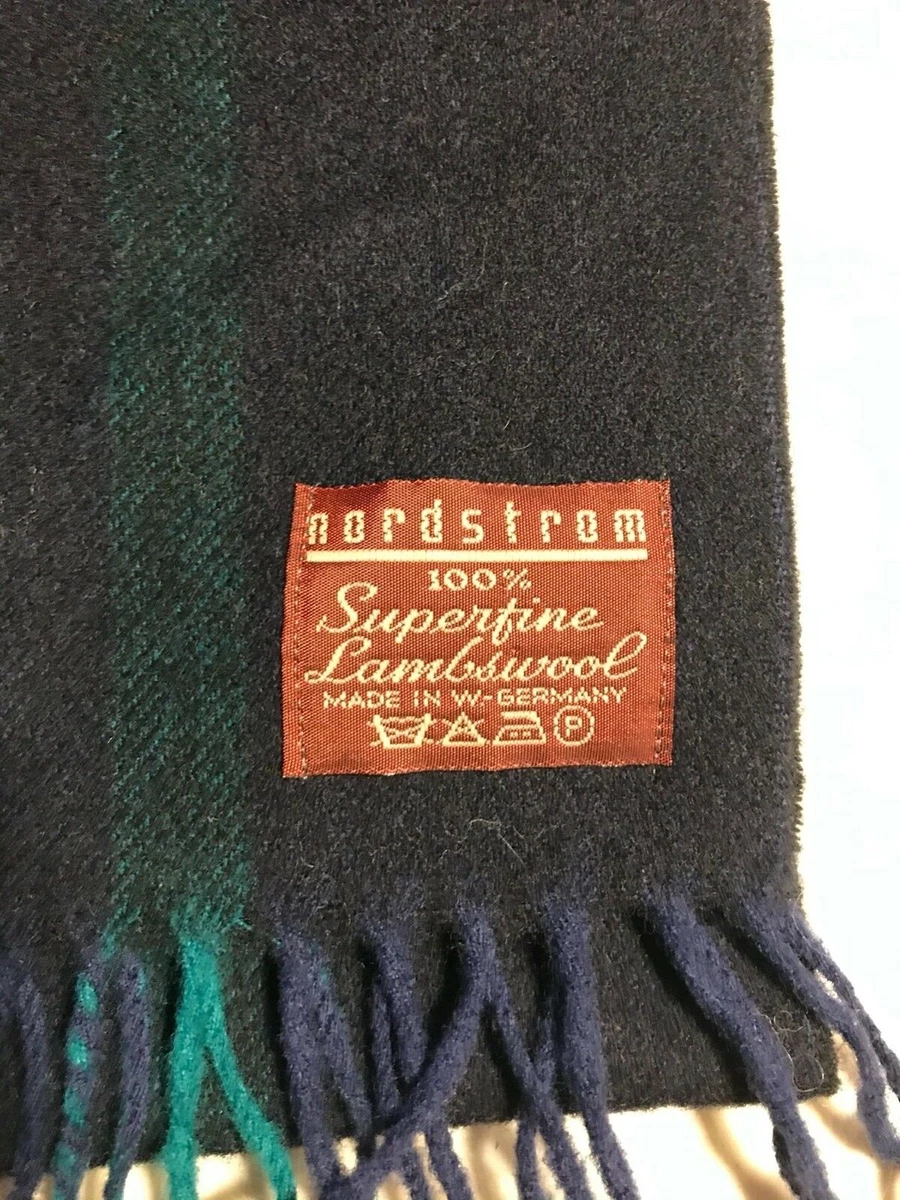 nordstrom
100%
Superfine
Lambswool
MADE IN W-GERMANY
P